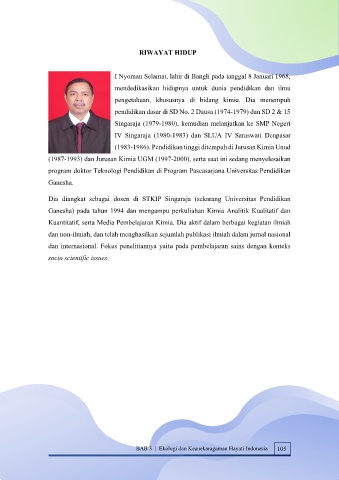 RIWAYAT HIDUP
I Nyoman Selamat, lahir di Bangli pada tanggal 8 Januari 1968,
mendedikasikan hidupnya untuk dunia pendidikan dan ilmu
pengetahuan, khususnya di bidang kimia. Dia menempuh
pendidikan dasar di SD No. 2 Dausa (1974-1979) dan SD 2 & 15
Singaraja (1979-1980), kemudian melanjutkan ke SMP Negeri
IV Singaraja (1980-1983) dan SLUA IV Saraswati Denpasar
(1983-1986). Pendidikan tinggi ditempuh di Jurusan Kimia Unud
(1987-1993) dan Jurusan Kimia UGM (1997-2000), serta saat ini sedang menyelesaikan
program doktor Teknologi Pendidikan di Program Pascasarjana Universitas Pendidikan
Ganesha.
Dia diangkat sebagai dosen di STKIP Singaraja (sekarang Universitas Pendidikan
Ganesha) pada tahun 1994 dan mengampu perkuliahan Kimia Analitik Kualitatif dan
Kuantitatif, serta Media Pembelajaran Kimia. Dia aktif dalam berbagai kegiatan ilmiah
dan non-ilmiah, dan telah menghasilkan sejumlah publikasi ilmiah dalam jurnal nasional
dan internasional. Fokus penelitiannya yaitu pada pembelajaran sains dengan konteks
socio scientific issues.
BAB 3 | Ekologi dan Keanekaragaman Hayati Indonesia 105